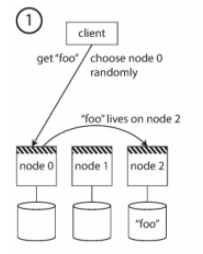 1
client
get "foo"
choose node 0
randomly
"foo" lives on node 2
node 0
node 1
node 2
"foo"